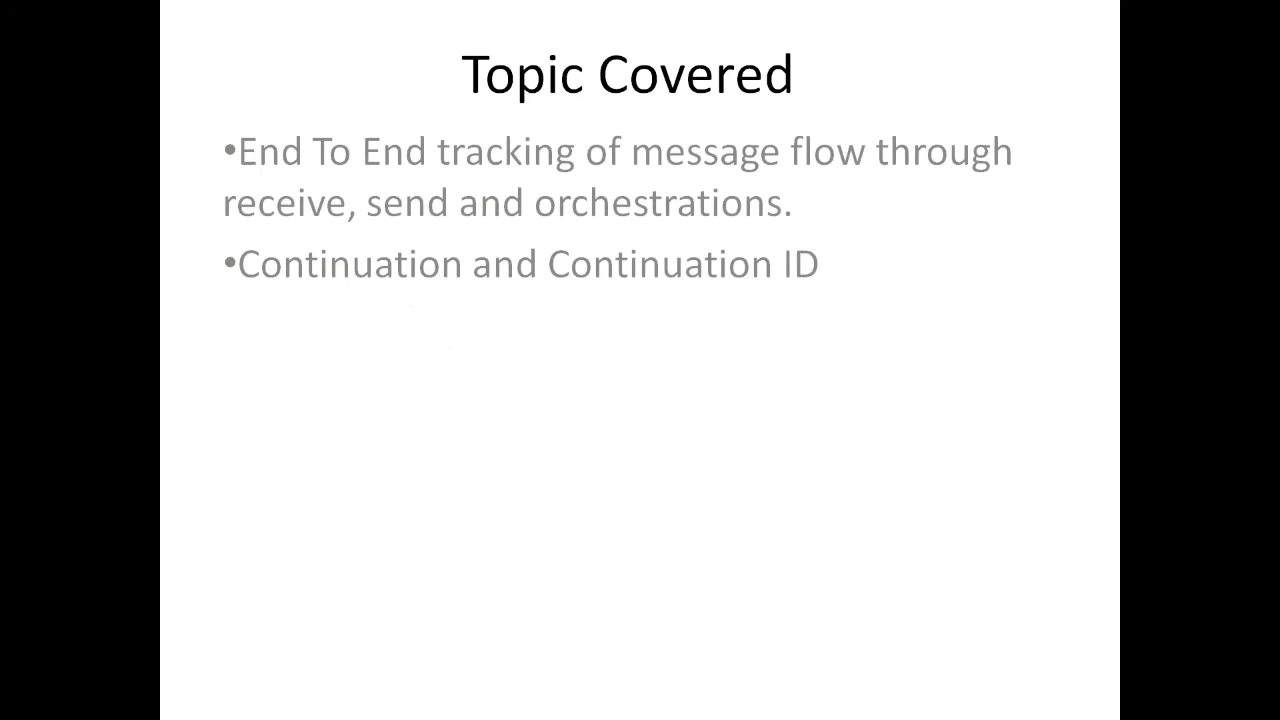 Topic Covered
•End To End tracking of message flow through
receive, send and orchestrations.
•Continuation and Continuation ID